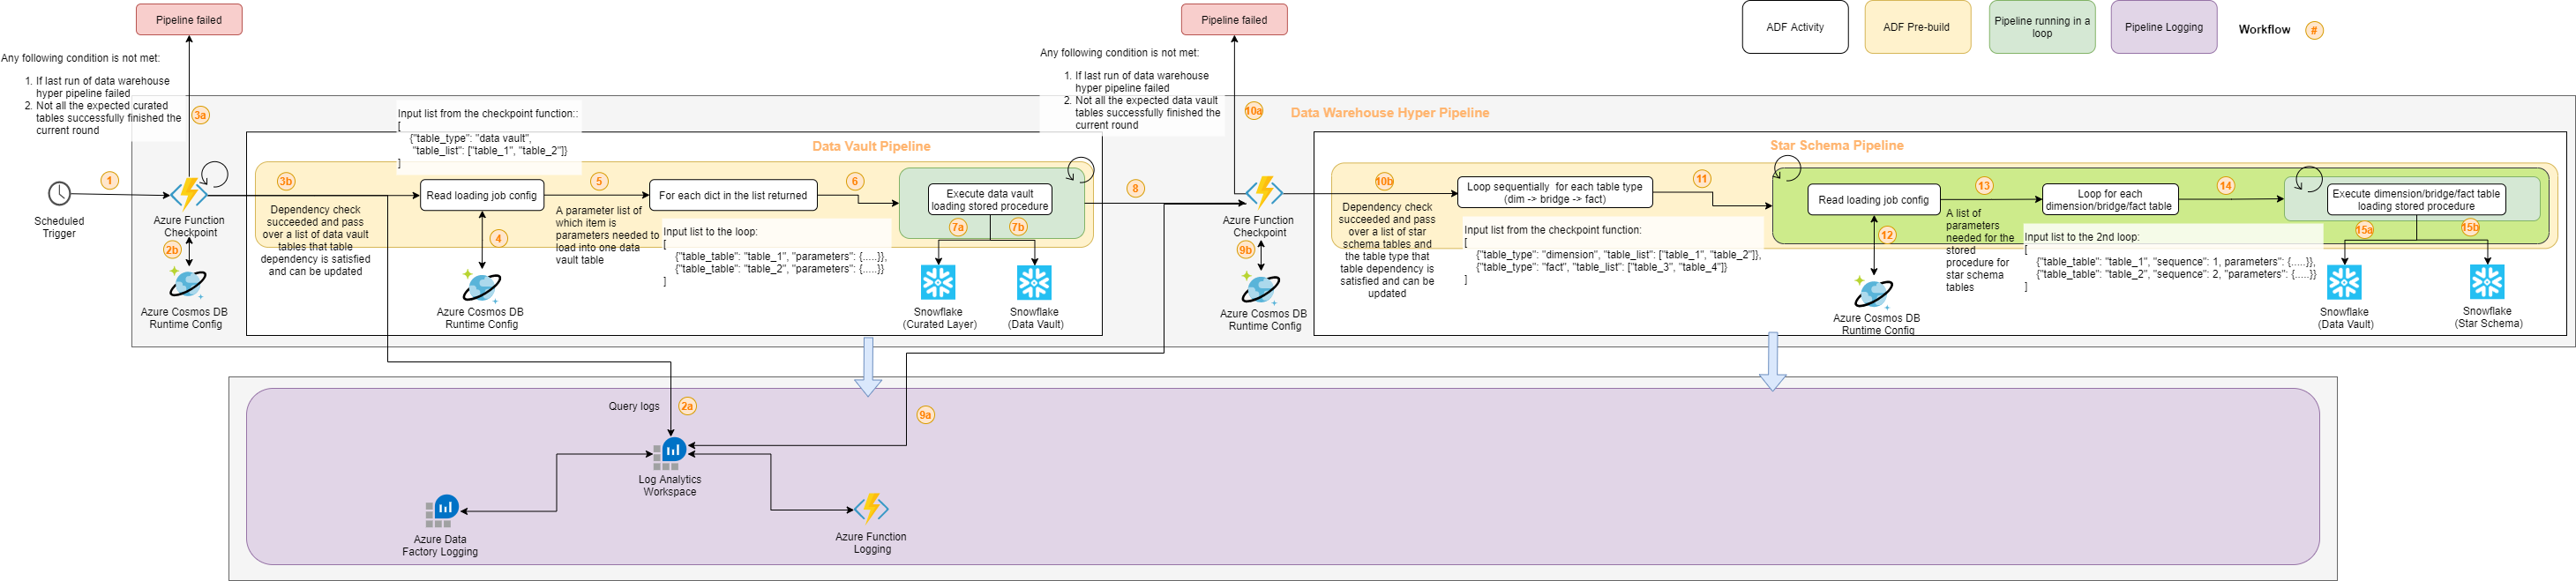 Pipeline failed
Pipeline failed
ADF Activity
ADF Pre-build
Pipeline running in a
loop
Pipeline Logging
Workflow
#
Any following condition is not met:
1. If last run of data warehouse
hyper pipeline failed
2. Not all the expected curated
tables successfully finished the
current round
3a
Any following condition is not met:
1. If last run of data warehouse
hyper pipeline failed
2. Not all the expected data vault
tables successfully finished the
current round
10a
Data Warehouse Hyper Pipeline
Input list from the checkpoint function::
[
{"table_type": "data vault",
"table_list": ["table_1", "table_2"]}
]
Data Vault Pipeline
Star Schema Pipeline
1
Scheduled
Trigger
Azure Function
Checkpoint
2b
Azure Cosmos DB
Runtime Config
3b
Dependency check
succeeded and pass
over a list of data vault
tables that table
dependency is satisfied
and can be updated
Read loading job config
4
Azure Cosmos DB
Runtime Config
5
A parameter list of
which item is
parameters needed to
load into one data
vault table
For each dict in the list returned
6
Input list to the loop:
[
{"table_table": "table_1", "parameters": {.....}},
{"table_table": "table_2", "parameters": {.....}}
]
Execute data vault
loading stored procedure
7a
7b
Snowflake
(Curated Layer)
Snowflake
(Data Vault)
8
Azure Function
Checkpoint
9b
Azure Cosmos DB
Runtime Config
10b
Dependency check
succeeded and pass
over a list of star
schema tables and
the table type that
table dependency is
satisfied and can be
updated
Loop sequentially for each table type
(dim -> bridge -> fact)
11
Input list from the checkpoint function:
[
{"table_type": "dimension", "table_list": ["table_1", "table_2"]},
{"table_type": "fact", "table_list": ["table_3", "table_4"]}
]
Read loading job config
12
Azure Cosmos DB
Runtime Config
13
A list of
parameters
needed for the
stored
procedure for
star schema
tables
Loop for each
dimension/bridge/fact table
14
Input list to the 2nd loop:
[
{"table_table": "table_1", "sequence": 1, parameters": {.....}},
{"table_table": "table_2", "sequence": 2, "parameters": {.....}}
]
Execute dimension/bridge/fact table
loading stored procedure
15a
15b
Snowflake
(Data Vault)
Snowflake
(Star Schema)
Query logs
2a
9a
Log Analytics
Workspace
Azure Data
Factory Logging
Azure Function
Logging